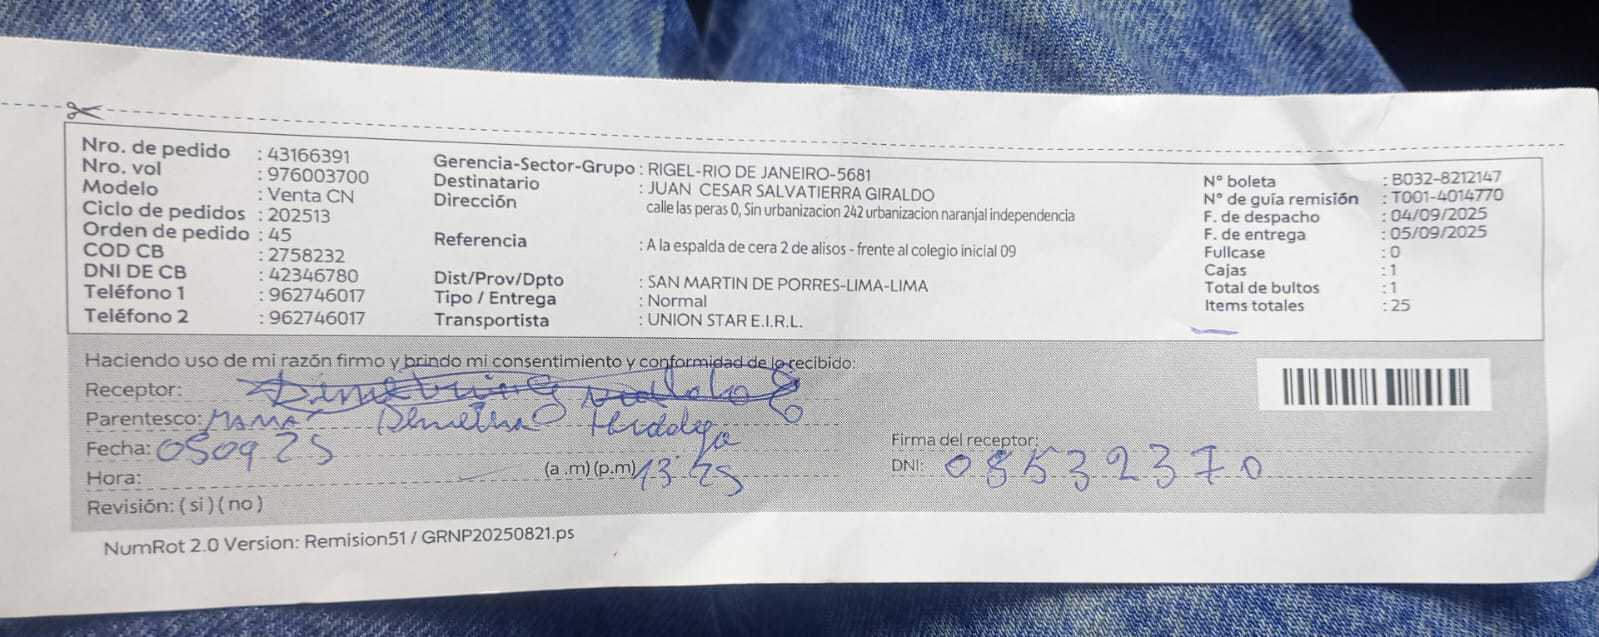 Nro. de pedido : 43166391
Nro. vol : 976003700
Modelo : Venta CN
Ciclo de pedidos : 202513
Orden de pedido : 45
COD CB : 2758232
DNI DE CB : 42346780
Teléfono 1 : 962746017
Teléfono 2 : 962746017
Gerencia-Sector-Grupo : RIGEL-RIO DE JANEIRO-5681
Destinatario : JUAN CESAR SALVATIERRA GIRALDO
Dirección calle las peras 0, Sin urbanizacion 242 urbanizacion naranjal independencia
Referencia : A la espalda de cera 2 de alisos - frente al colegio inicial 09
Dist/Prov/Dpto : SAN MARTIN DE PORRES-LIMA-LIMA
Tipo / Entrega : Normal
Transportista : UNION STAR E.I.R.L.
N° boleta : B032-8212147
N° de guía remisión : T001-4014770
F. de despacho : 04/09/2025
F. de entrega : 05/09/2025
Fullcase : 0
Cajas : 1
Total de bultos : 1
Items totales : 25
Haciendo uso de mi razón firmo y brindo mi consentimiento y conformidad de lo recibido:
Receptor:
Parentesco: Mamá
Fecha: 050925
Hora: (a .m) (p.m) 13:25
Revisión: ( si ) ( no )
Firma del receptor:
DNI: 08532370
NumRot 2.0 Version: Remision51 / GRNP20250821.ps